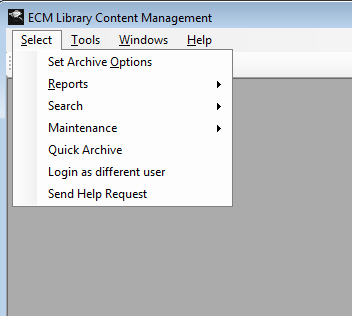 ECM Library Content Management
Select Tools Windows Help
Set Archive Options
Reports
Search
Maintenance
Quick Archive
Login as different user
Send Help Request